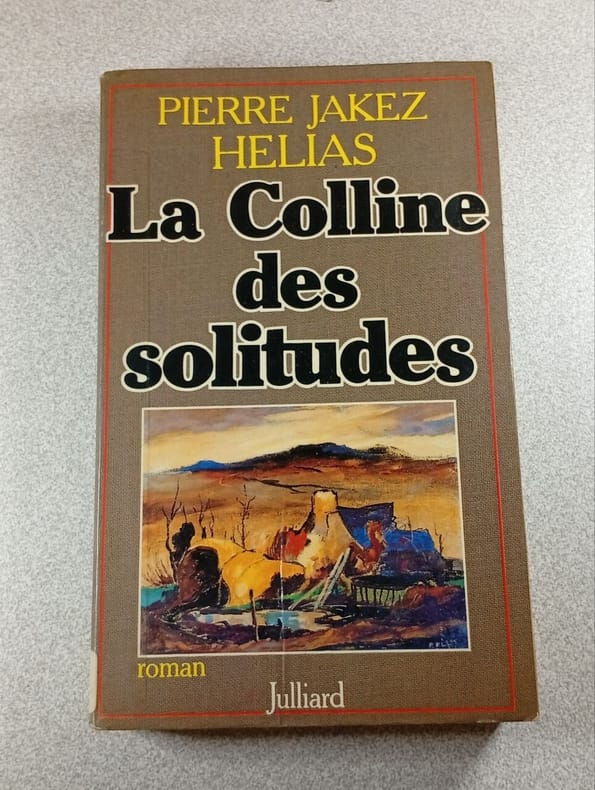 PIERRE JAKEZ
HELIAS
La Colline
des
solitudes
roman
Julliard